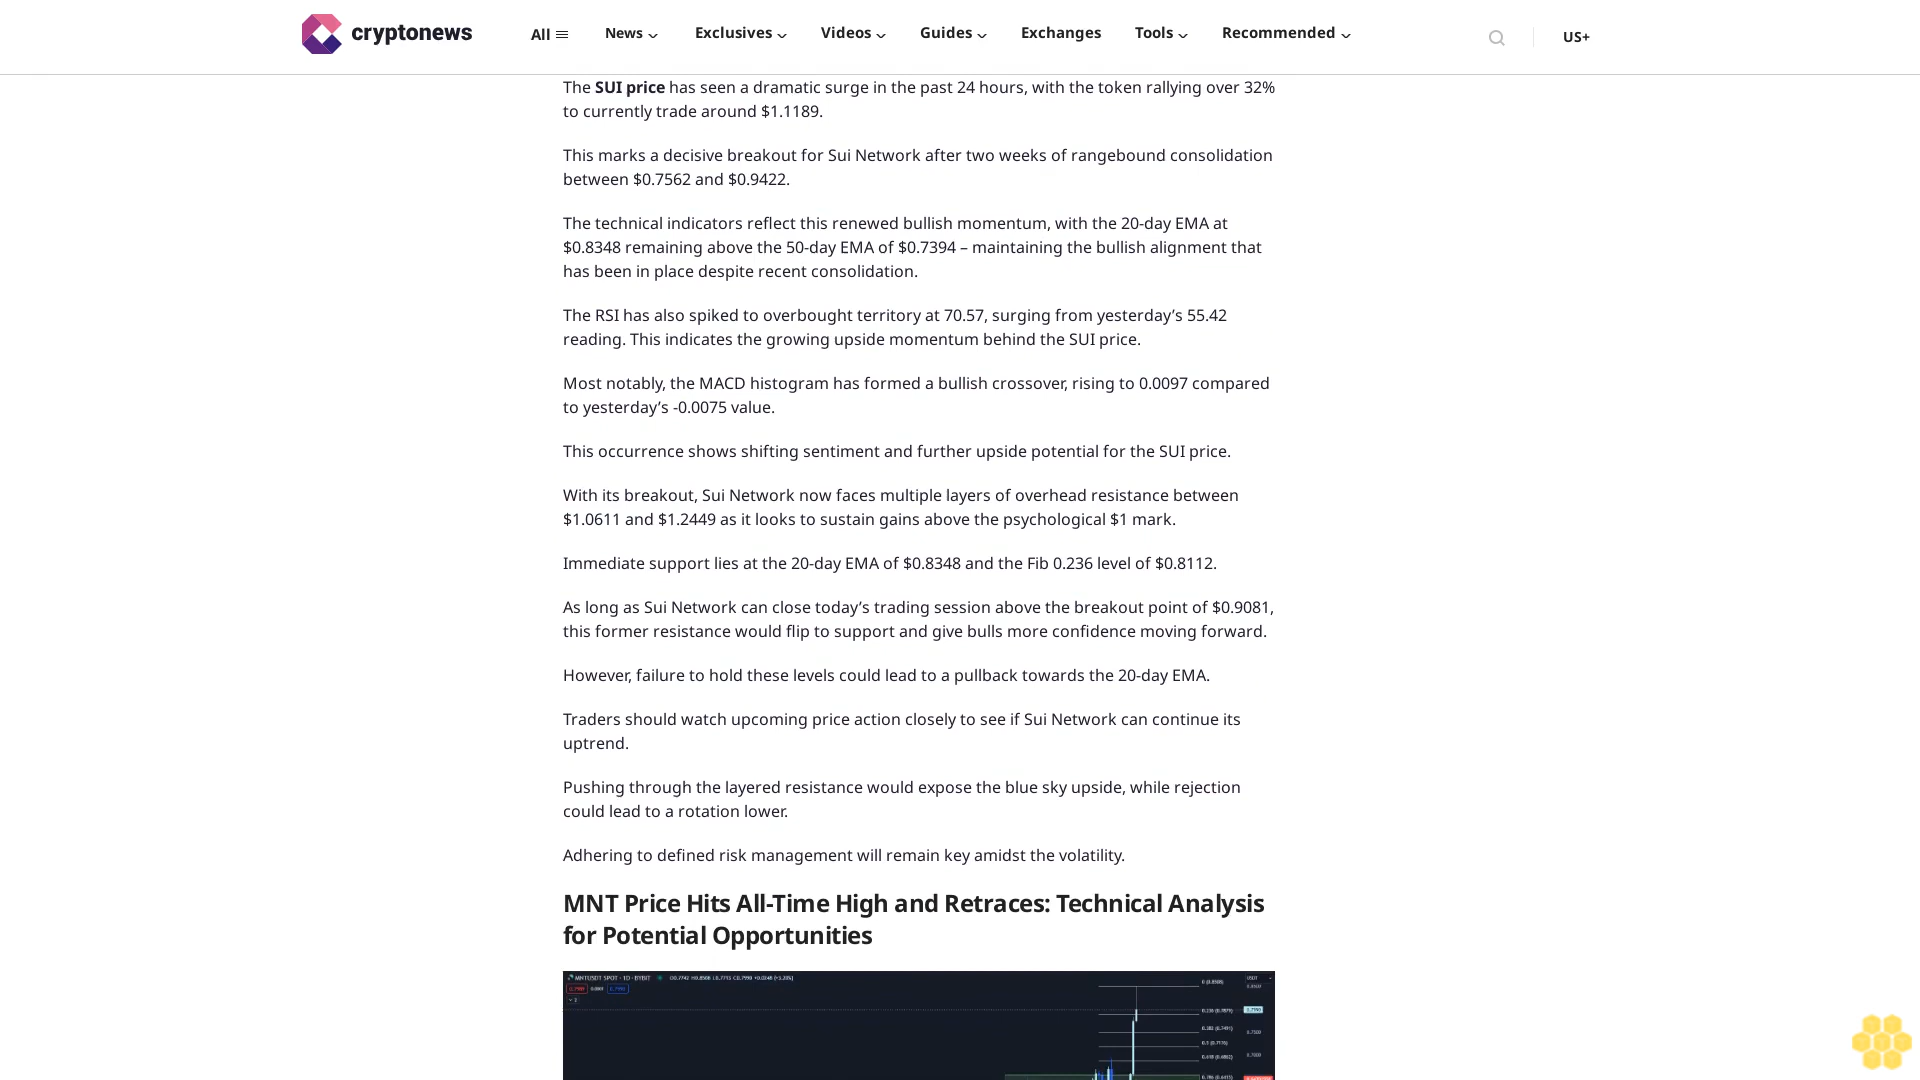 cryptonews
All
News
Exclusives
Videos
Guides
Exchanges
Tools
Recommended
US+
The SUI price has seen a dramatic surge in the past 24 hours, with the token rallying over 32%
to currently trade around $1.1189.
This marks a decisive breakout for Sui Network after two weeks of rangebound consolidation
between $0.7562 and $0.9422.
The technical indicators reflect this renewed bullish momentum, with the 20-day EMA at
$0.8348 remaining above the 50-day EMA of $0.7394 – maintaining the bullish alignment that
has been in place despite recent consolidation.
The RSI has also spiked to overbought territory at 70.57, surging from yesterday’s 55.42
reading. This indicates the growing upside momentum behind the SUI price.
Most notably, the MACD histogram has formed a bullish crossover, rising to 0.0097 compared
to yesterday’s -0.0075 value.
This occurrence shows shifting sentiment and further upside potential for the SUI price.
With its breakout, Sui Network now faces multiple layers of overhead resistance between
$1.0611 and $1.2449 as it looks to sustain gains above the psychological $1 mark.
Immediate support lies at the 20-day EMA of $0.8348 and the Fib 0.236 level of $0.8112.
As long as Sui Network can close today’s trading session above the breakout point of $0.9081,
this former resistance would flip to support and give bulls more confidence moving forward.
However, failure to hold these levels could lead to a pullback towards the 20-day EMA.
Traders should watch upcoming price action closely to see if Sui Network can continue its
uptrend.
Pushing through the layered resistance would expose the blue sky upside, while rejection
could lead to a rotation lower.
Adhering to defined risk management will remain key amidst the volatility.
MNT Price Hits All-Time High and Retraces: Technical Analysis
for Potential Opportunities
MNTUSDT SPOT · 1D · BYBIT
USDT